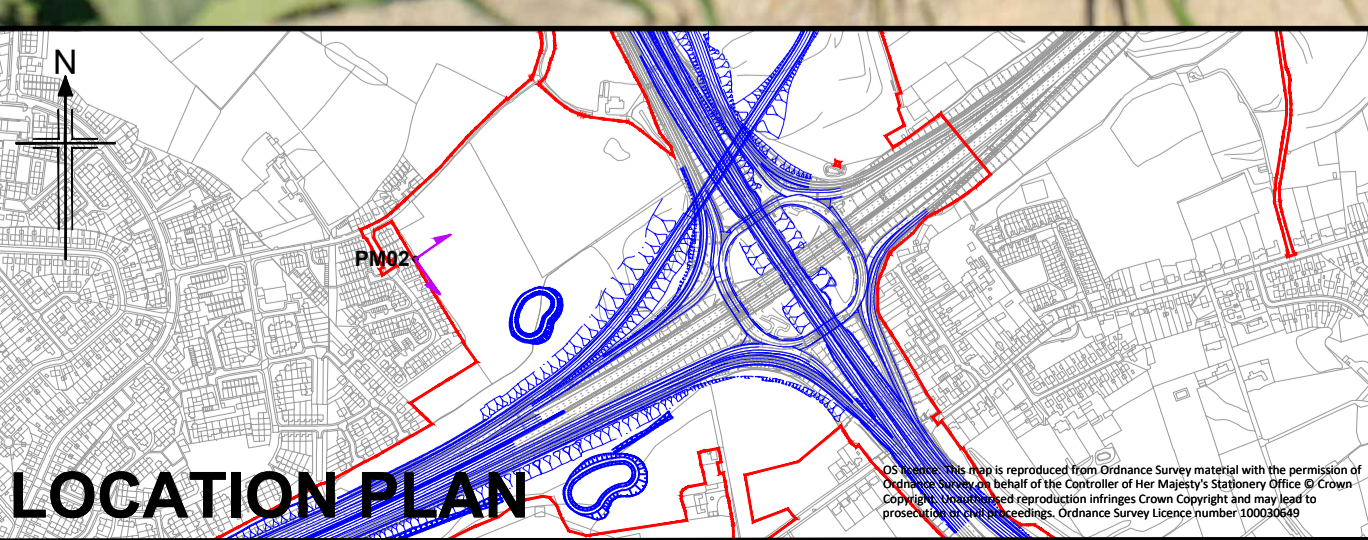 N
PM02
LOCATION PLAN
OS licence: This map is reproduced from Ordnance Survey material with the permission of
Ordnance Survey on behalf of the Controller of Her Majesty's Stationery Office © Crown
Copyright. Unauthorised reproduction infringes Crown Copyright and may lead to
prosecution or civil proceedings. Ordnance Survey Licence number 100030649